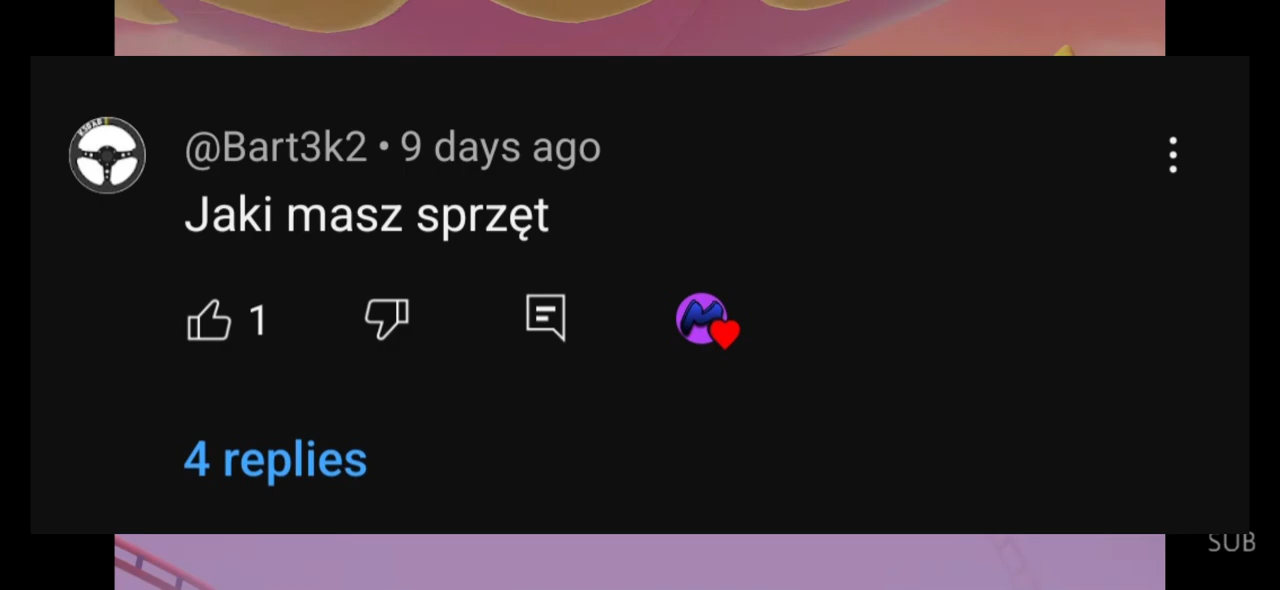 @Bart3k2 • 9 days ago
Jaki masz sprzęt
1
4 replies
SUB